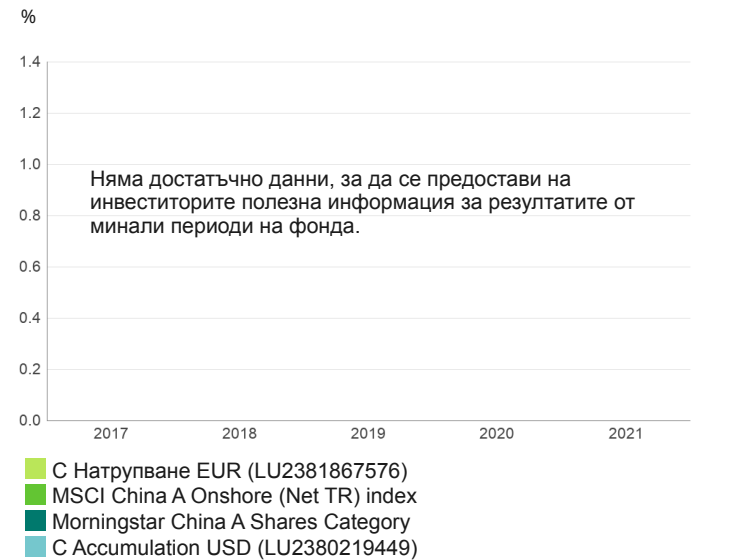 %
1.4
1.2
1.0
Няма достатъчно данни, за да се предостави на
инвеститорите полезна информация за резултатите от
0.8
минали периоди на фонда.
0.6
0.4
0.2
0.0
2017 2018 2019 2020 2021
C Натрупване EUR (LU2381867576)
MSCI China A Onshore (Net TR) index
Morningstar China A Shares Category
C Accumulation USD (LU2380219449)